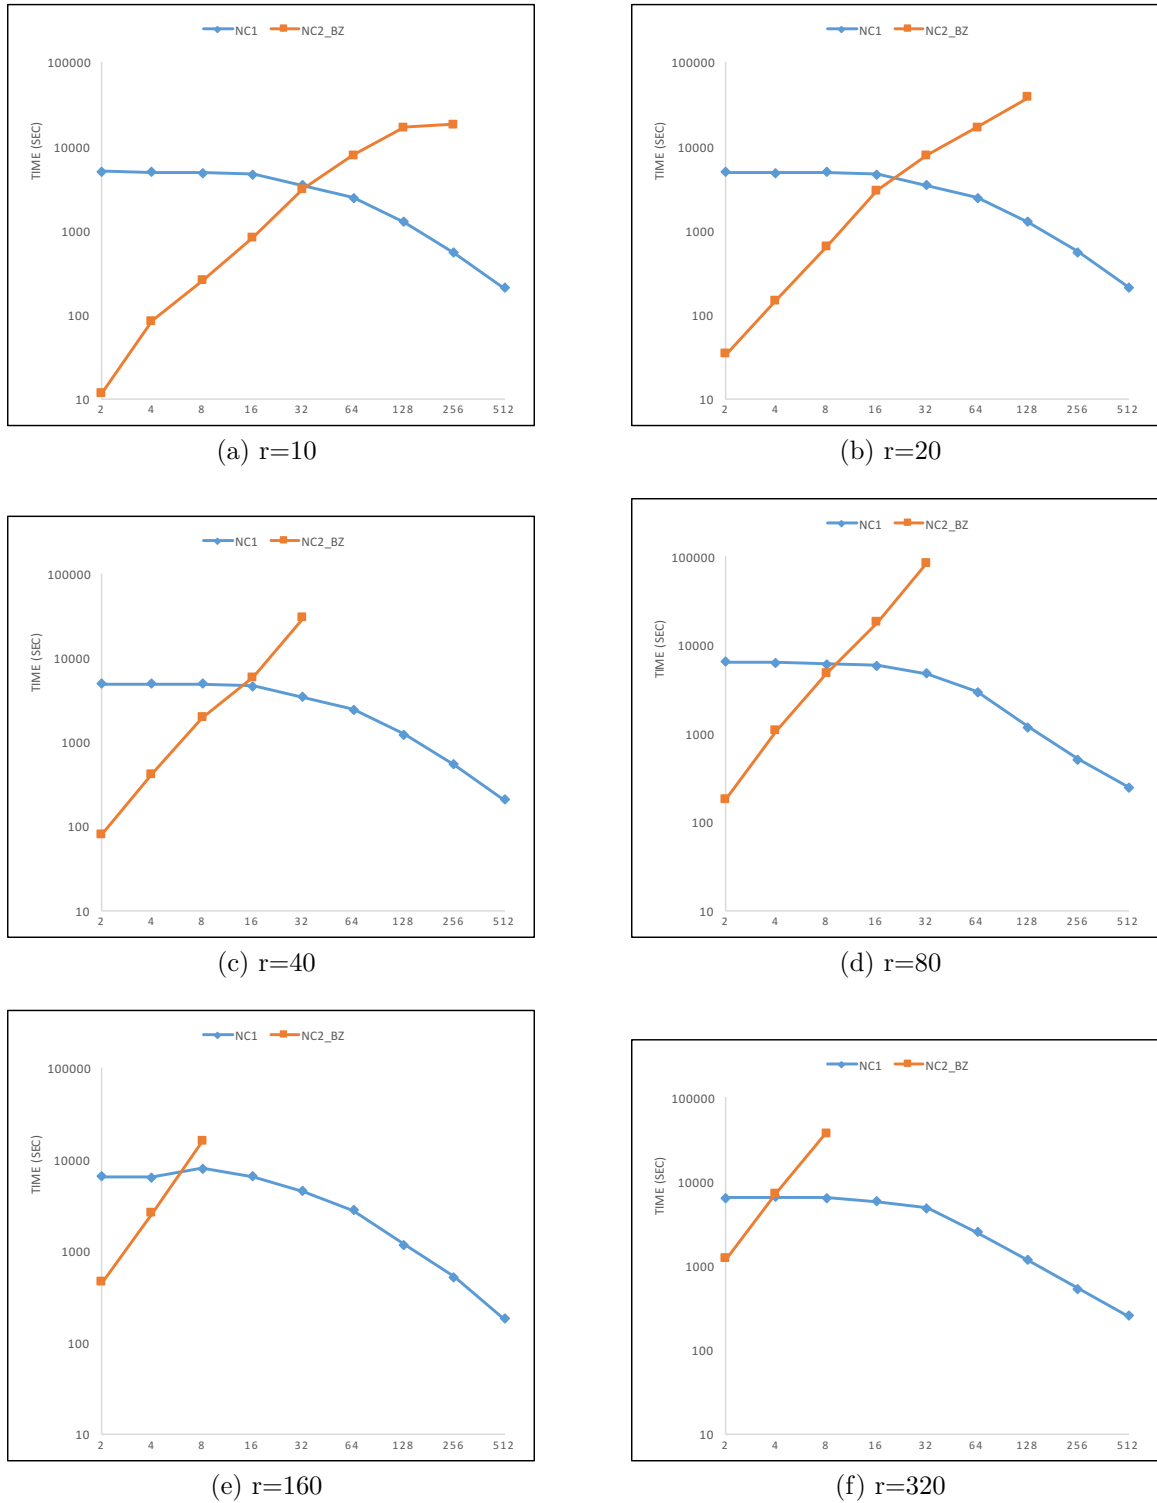 NC1 NC2_BZ
TIME (SEC)
100000
10000
1000
100
10
2 4 8 16 32 64 128 256 512
(a) r=10
NC1 NC2_BZ
TIME (SEC)
100000
10000
1000
100
10
2 4 8 16 32 64 128 256 512
(b) r=20
NC1 NC2_BZ
TIME (SEC)
100000
10000
1000
100
10
2 4 8 16 32 64 128 256 512
(c) r=40
NC1 NC2_BZ
TIME (SEC)
100000
10000
1000
100
10
2 4 8 16 32 64 128 256 512
(d) r=80
NC1 NC2_BZ
TIME (SEC)
100000
10000
1000
100
10
2 4 8 16 32 64 128 256 512
(e) r=160
NC1 NC2_BZ
TIME (SEC)
100000
10000
1000
100
10
2 4 8 16 32 64 128 256 512
(f) r=320